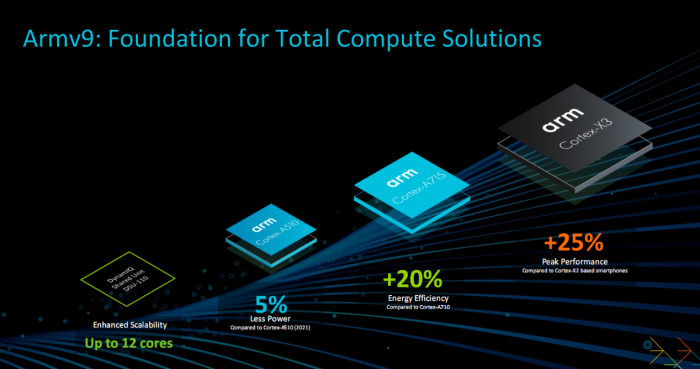 Armv9: Foundation for Total Compute Solutions
arm
Cortex-X3
arm
Cortex-A715
arm
Cortex-A510
DynamIQ
Shared Unit
DSU-110
+25%
Peak Performance
Compared to Cortex-X2 based smartphones
+20%
Energy Efficiency
Compared to Cortex-A710
5%
Less Power
Compared to Cortex-A510 (2021)
Enhanced Scalability
Up to 12 cores